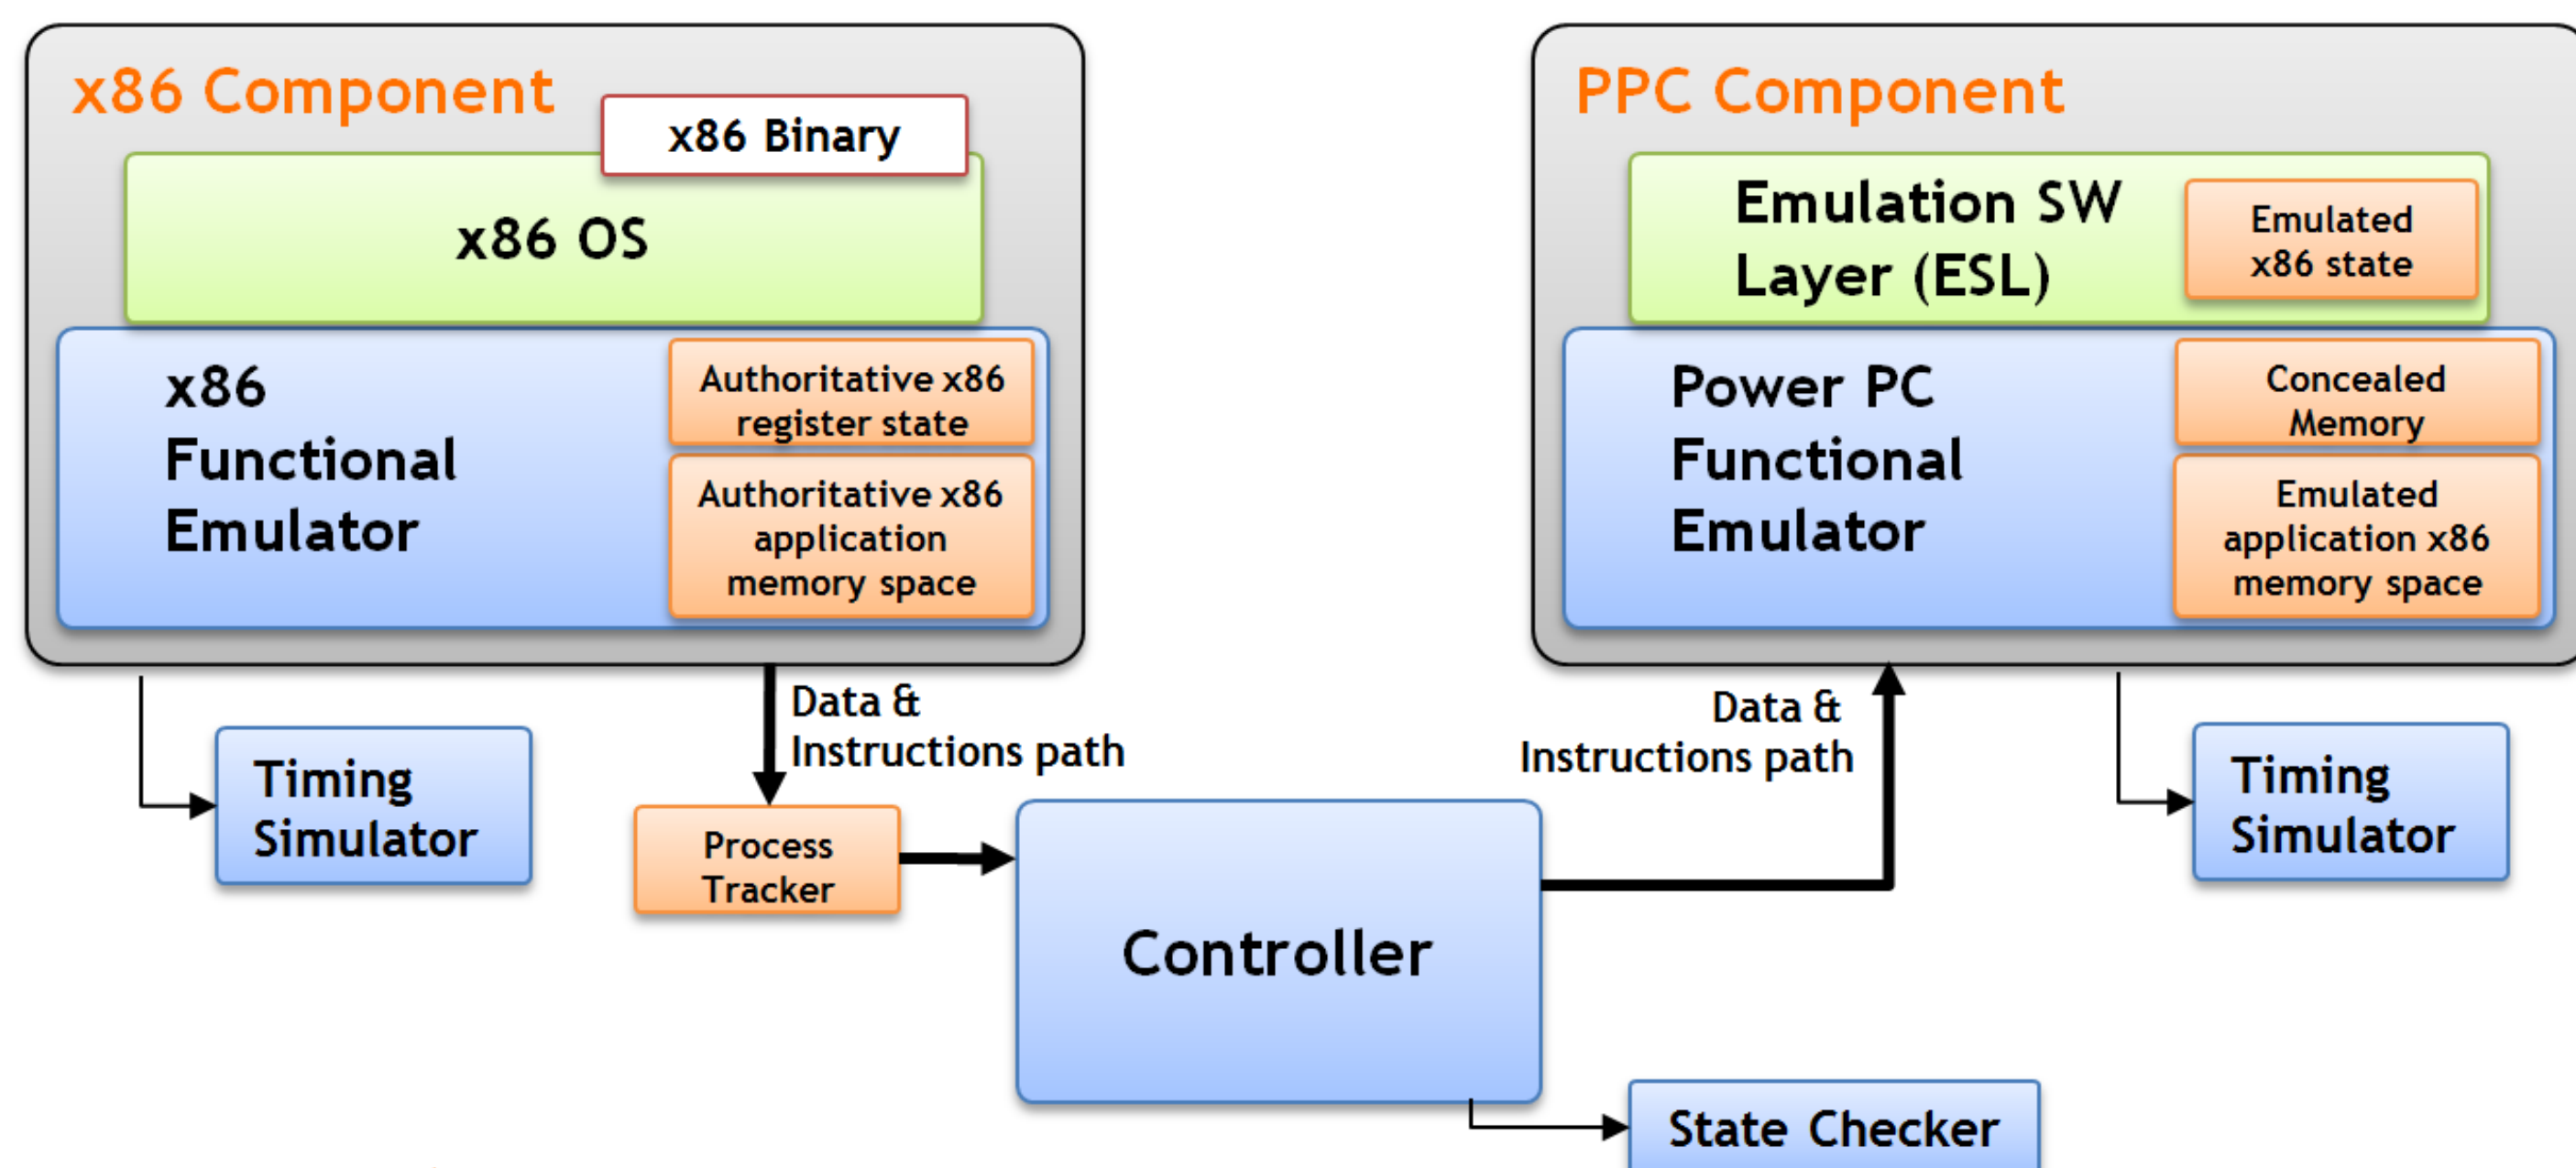 x86 Component
x86 Binary
x86 OS
x86
Functional
Emulator
Authoritative x86
register state
Authoritative x86
application
memory space
PPC Component
Emulation SW
Layer (ESL)
Emulated
x86 state
Power PC
Functional
Emulator
Concealed
Memory
Emulated
application x86
memory space
Data &
Instructions path
Data &
Instructions path
Timing
Simulator
Process
Tracker
Controller
Timing
Simulator
State Checker